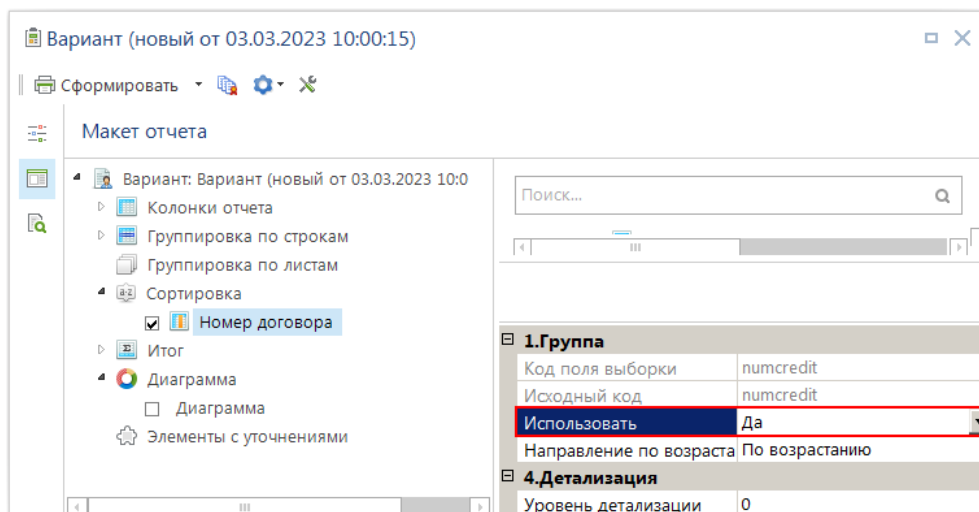 Вариант (новый от 03.03.2023 10:00:15)
Сформировать
Макет отчета
Вариант: Вариант (новый от 03.03.2023 10:0
Колонки отчета
Группировка по строкам
Группировка по листам
Сортировка
Номер договора
Итог
Диаграмма
Диаграмма
Элементы с уточнениями
Поиск...
1.Группа
Код поля выборки numcredit
Исходный код numcredit
Использовать Да
Направление по возраста По возрастанию
4.Детализация
Уровень детализации 0